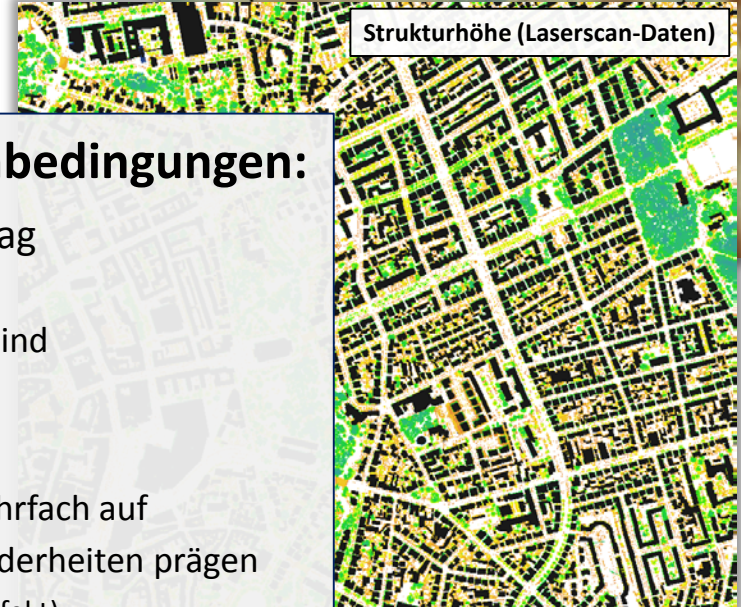 Strukturhöhe (Laserscan-Daten)
bedingungen:
ag
ind
hrfach auf
derheiten prägen